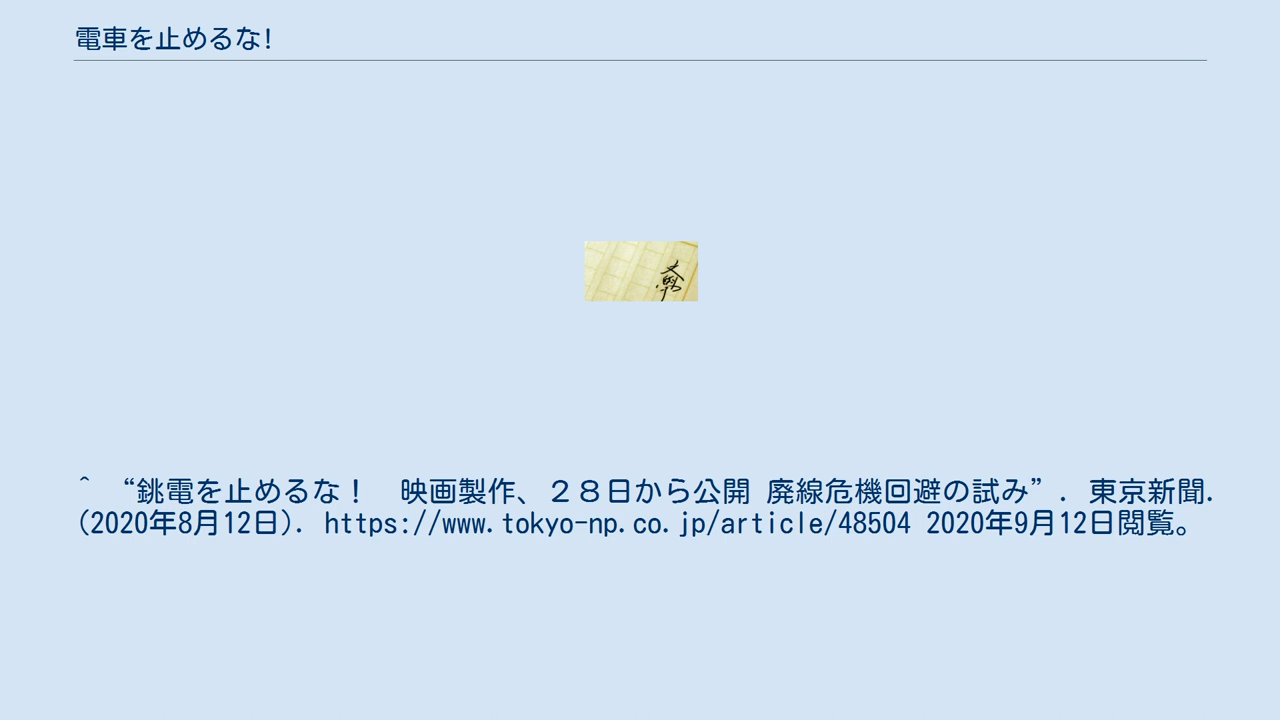 電車を止めるな!
^ “銚電を止めるな！　映画製作、２８日から公開 廃線危機回避の試み”. 東京新聞.
(2020年8月12日). https://www.tokyo-np.co.jp/article/48504 2020年9月12日閲覧。